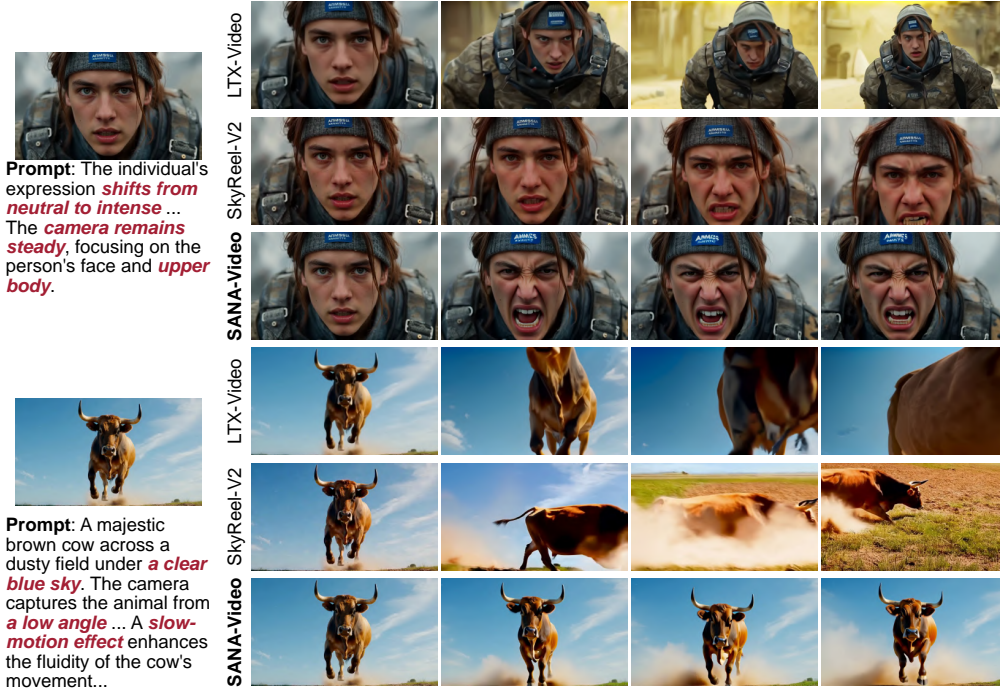 Prompt: The individual's
expression shifts from
neutral to intense ...
The camera remains
steady, focusing on the
person's face and upper
body.
LTX-Video
SkyReel-V2
SANA-Video
Prompt: A majestic
brown cow across a
dusty field under a clear
blue sky. The camera
captures the animal from
a low angle ... A slow-
motion effect enhances
the fluidity of the cow's
movement...
LTX-Video
SkyReel-V2
SANA-Video